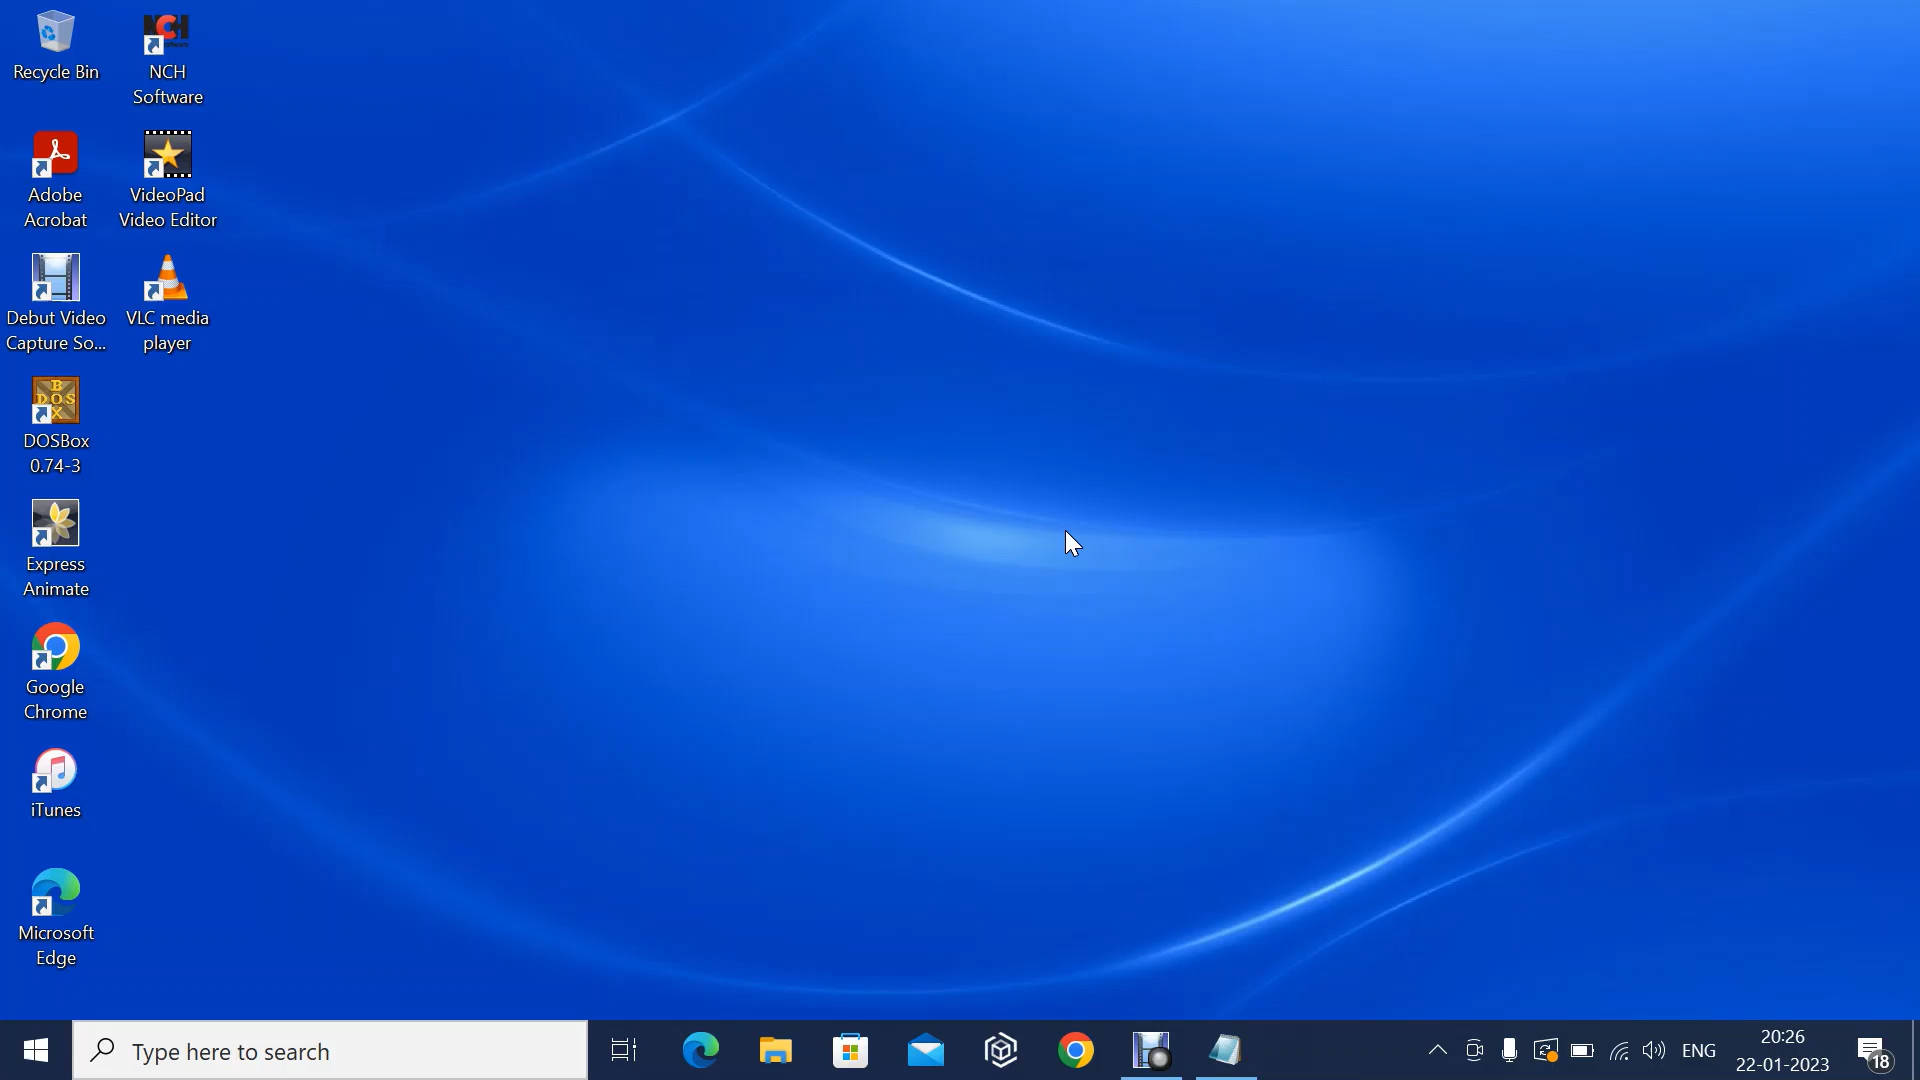 Recycle Bin
NCH
Software
Adobe
Acrobat
VideoPad
Video Editor
Debut Video
Capture So...
VLC media
player
DOSBox
0.74-3
Express
Animate
Google
Chrome
iTunes
Microsoft
Edge
Type here to search
ENG
20:26
22-01-2023
18